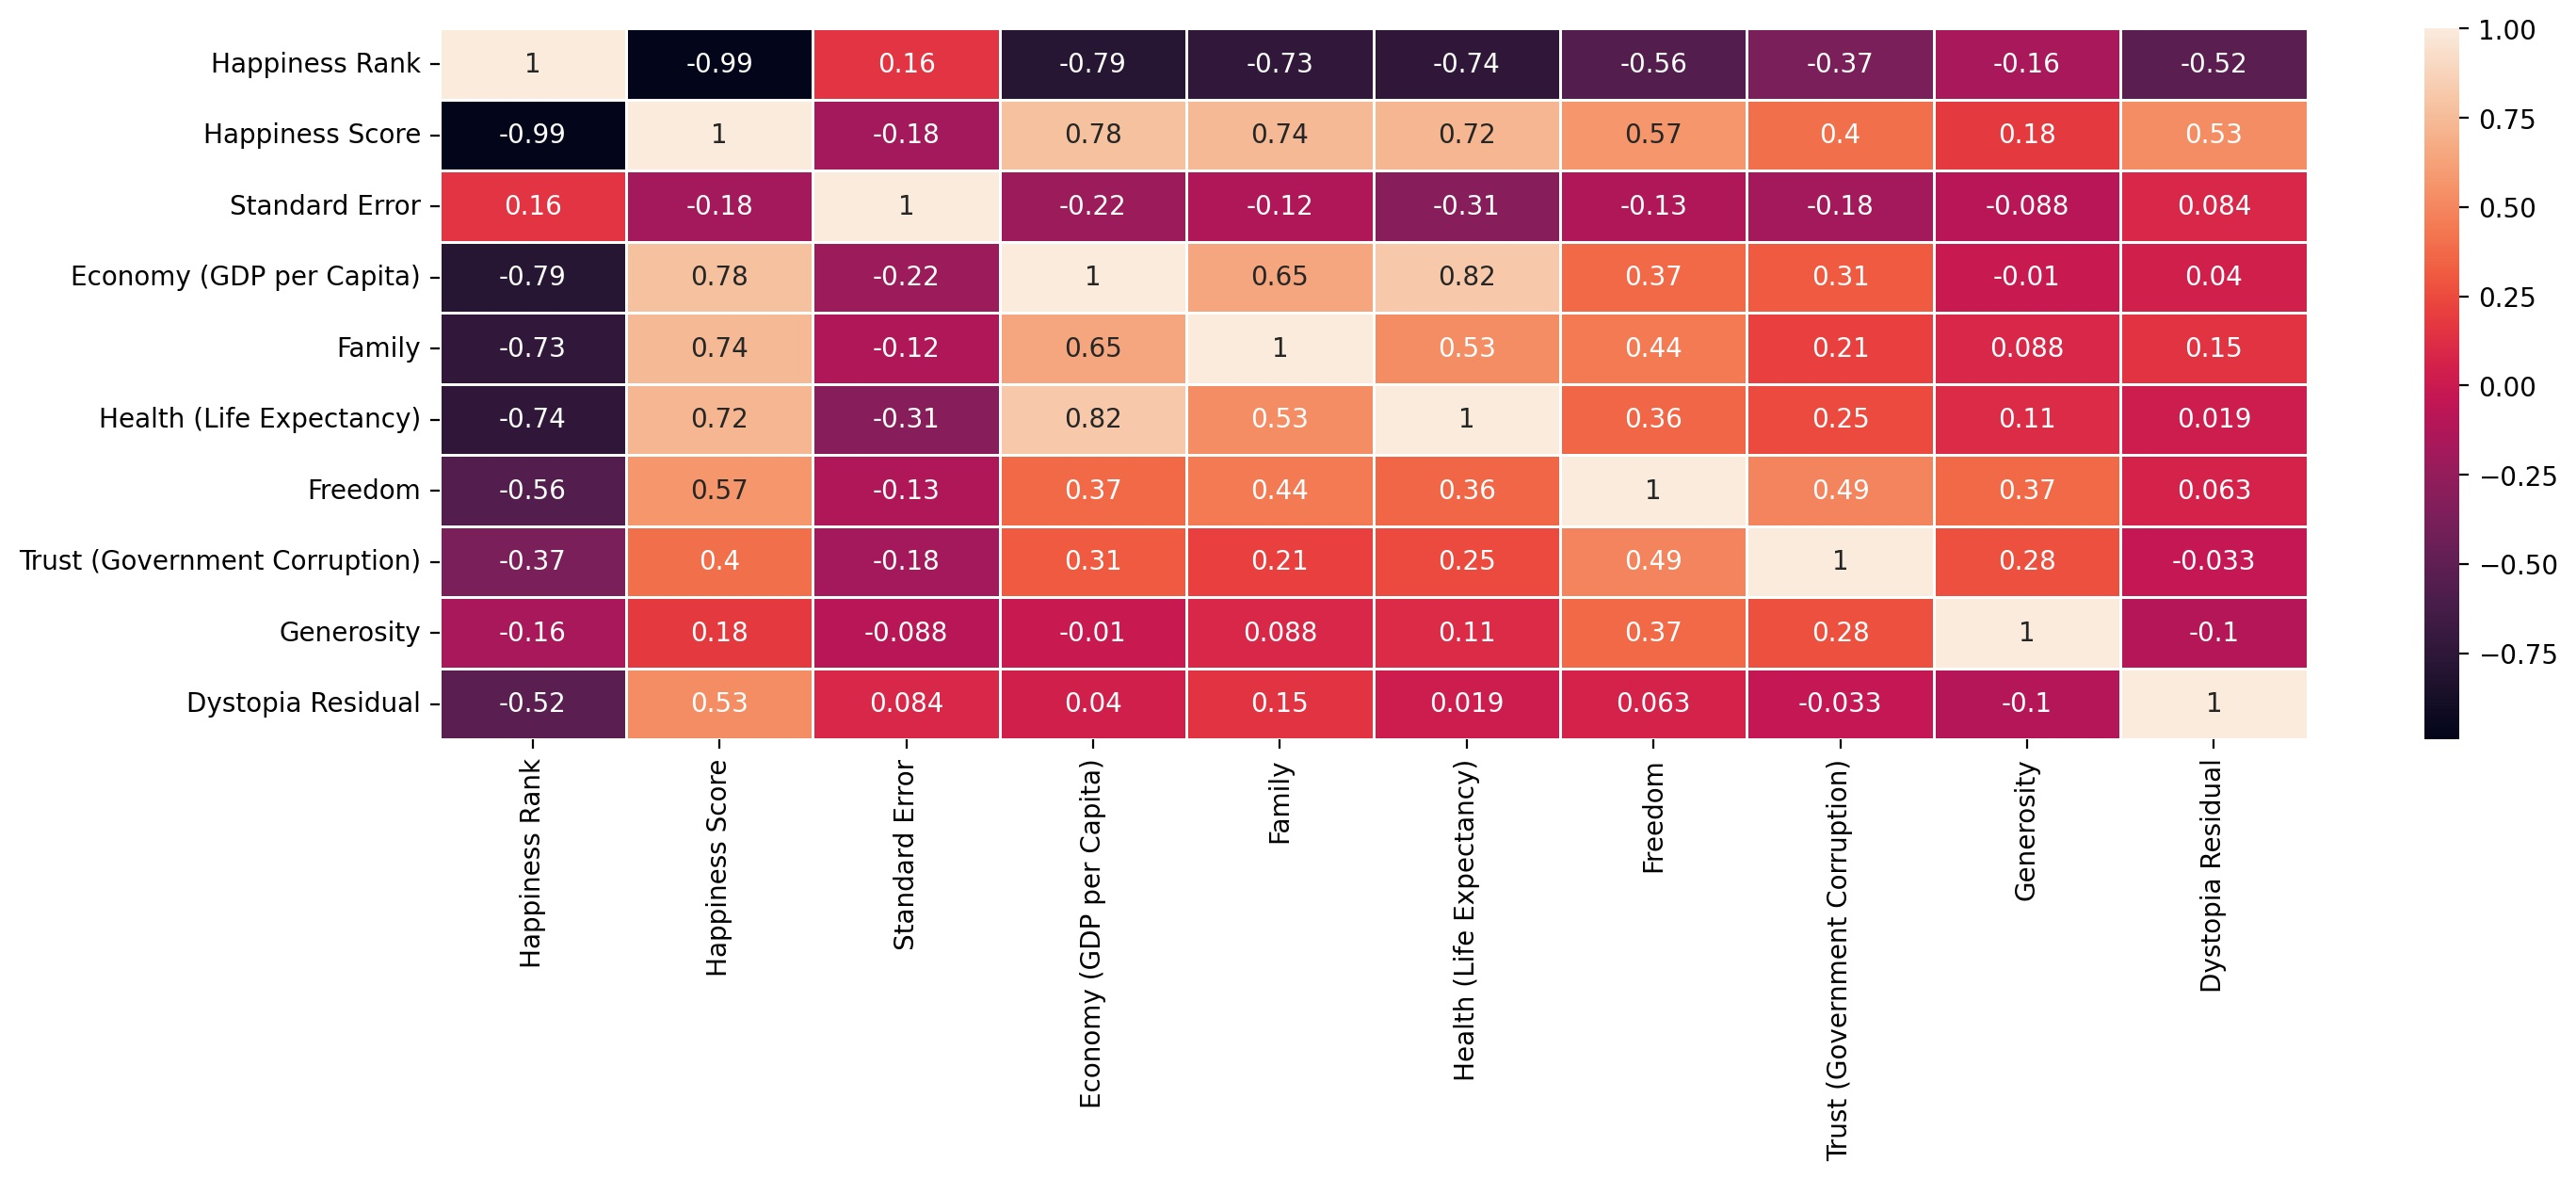 Happiness Rank 1 -0.99 0.16 -0.79 -0.73 -0.74 -0.56 -0.37 -0.16 -0.52
Happiness Score -0.99 1 -0.18 0.78 0.74 0.72 0.57 0.4 0.18 0.53
Standard Error 0.16 -0.18 1 -0.22 -0.12 -0.31 -0.13 -0.18 -0.088 0.084
Economy (GDP per Capita) -0.79 0.78 -0.22 1 0.65 0.82 0.37 0.31 -0.01 0.04
Family -0.73 0.74 -0.12 0.65 1 0.53 0.44 0.21 0.088 0.15
Health (Life Expectancy) -0.74 0.72 -0.31 0.82 0.53 1 0.36 0.25 0.11 0.019
Freedom -0.56 0.57 -0.13 0.37 0.44 0.36 1 0.49 0.37 0.063
Trust (Government Corruption) -0.37 0.4 -0.18 0.31 0.21 0.25 0.49 1 0.28 -0.033
Generosity -0.16 0.18 -0.088 -0.01 0.088 0.11 0.37 0.28 1 -0.1
Dystopia Residual -0.52 0.53 0.084 0.04 0.15 0.019 0.063 -0.033 -0.1 1
Happiness Rank
Happiness Score
Standard Error
Economy (GDP per Capita)
Family
Health (Life Expectancy)
Freedom
Trust (Government Corruption)
Generosity
Dystopia Residual
1.00
0.75
0.50
0.25
0.00
−0.25
−0.50
−0.75